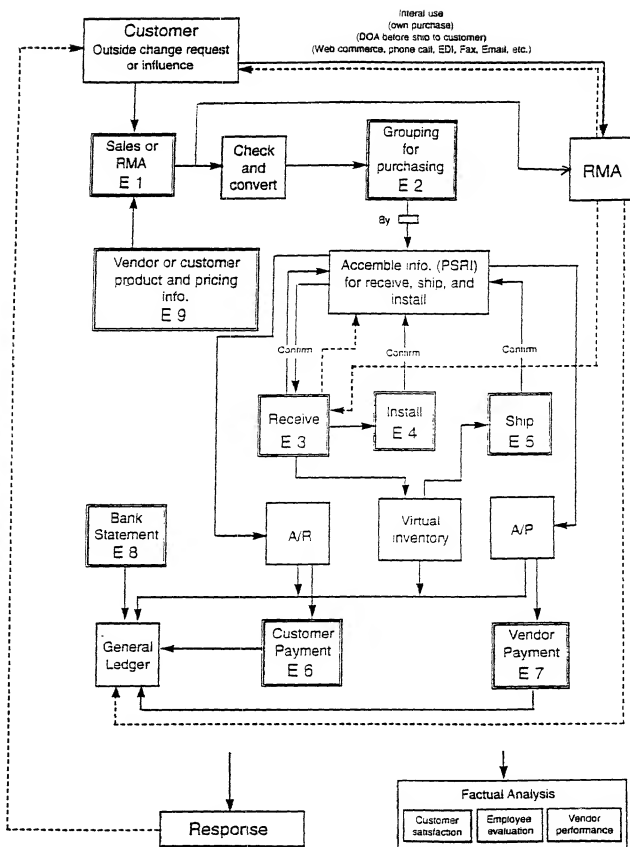 Interal use
(own purchase)
(DOA before ship to customer)
(Web commerce, phone call, EDI, Fax, Email, etc.)
Customer
Outside change request
or influence
Sales or
RMA
E 1
Check
and
convert
Grouping
for
purchasing
E 2
RMA
By
Vendor or customer
product and pricing
info.
E 9
Accemble info. (PSRI)
for receive, ship, and
install
Confirm
Confirm
Confirm
Receive
E 3
Install
E 4
Ship
E 5
Bank
Statement
E 8
A/R
Virtual
inventory
A/P
General
Ledger
Customer
Payment
E 6
Vendor
Payment
E 7
Response
Factual Analysis
Customer
satisfaction
Employee
evaluation
Vendor
performance